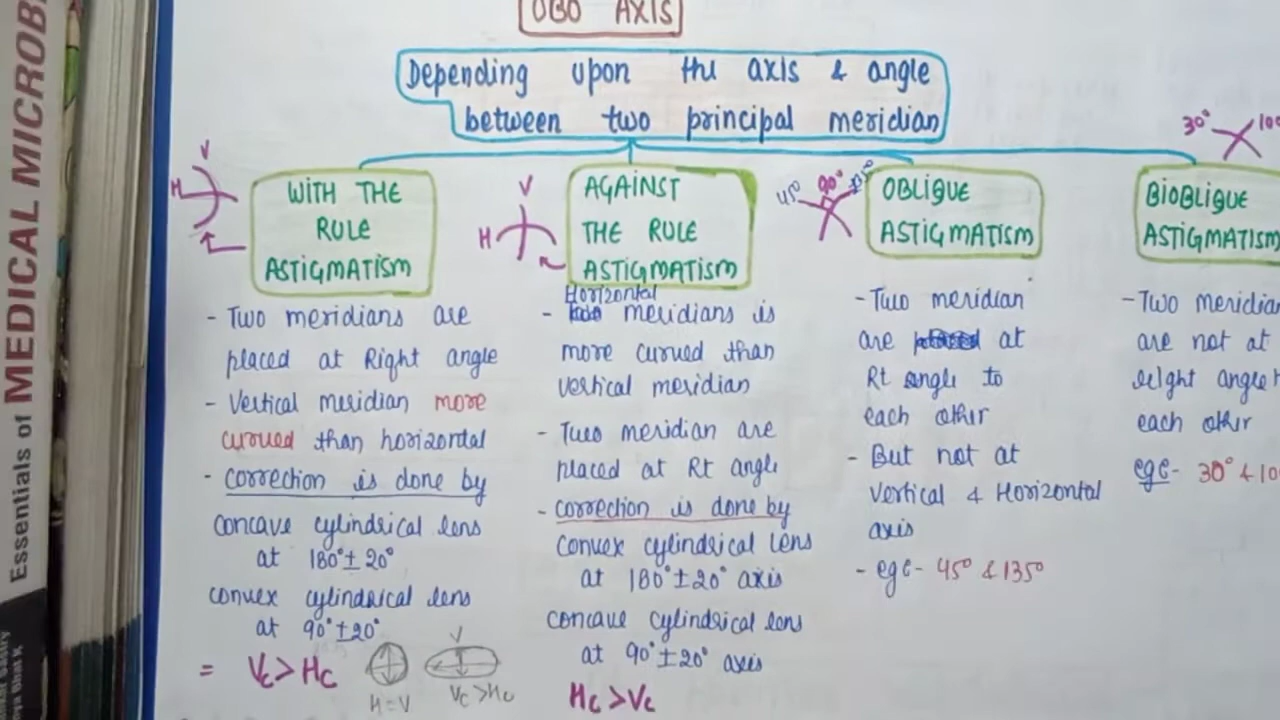 OBO AXIS
Depending upon the axis & angle
between two principal meridian
V
H
WITH THE
RULE
ASTIGMATISM
- Two meridians are
placed at Right angle
- Vertical meridian more
curved than horizontal
- correction is done by
concave cylindrical lens
at 180°± 20°
convex cylindrical lens
at 90°±20°
= Vc > Hc
H=V
V
Vc >Hc
V
H
AGAINST
THE RULE
ASTIGMATISM
Horizontal
- meridians is
more curved than
vertical meridian
- Two meridian are
placed at Rt angle
- correction is done by
convex cylindrical lens
at 180°±20° axis
concave cylindrical lens
at 90°±20° axis
Hc > Vc
45° 90° 135°
OBLIQUE
ASTIGMATISM
- Two meridian
are at
Rt angle to
each other
- But not at
vertical & Horizontal
axis
- eg:- 45° & 135°
30° 100
BIOBLIGUE
ASTIGMATISM
- Two meridian
are not at
right angle t
each other
eg:- 30° & 10
Essentials of MEDICAL MICROBI